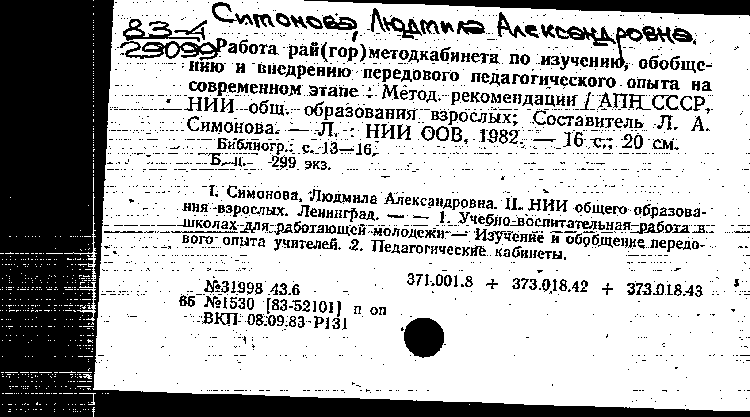 Симонова, Людмила Александровна.
83-4
29099
Работа рай(гор)методкабинета по изучению, обобще-
нию и внедрению передового педагогического опыта на
современном этапе : Метод. рекомендации / АПН СССР,
НИИ общ. образования взрослых; Составитель Л. А.
Симонова. — Л. : НИИ ООВ, 1982. — 16 с.; 20 см.
Библиогр.: с. 13—16.
Б. ц. 299 экз.
I. Симонова, Людмила Александровна. II. НИИ общего образова-
ния взрослых. Ленинград. — — 1. Учебно-воспитательная работа в
школах для работающей молодежи — Изучение и обобщение передо-
вого опыта учителей. 2. Педагогические кабинеты.
371.001.8 + 373.018.42 + 373.018.43
№31998 43.6
65 №1530 [83-52101] п оп
ВКП 08.09.83 Р131